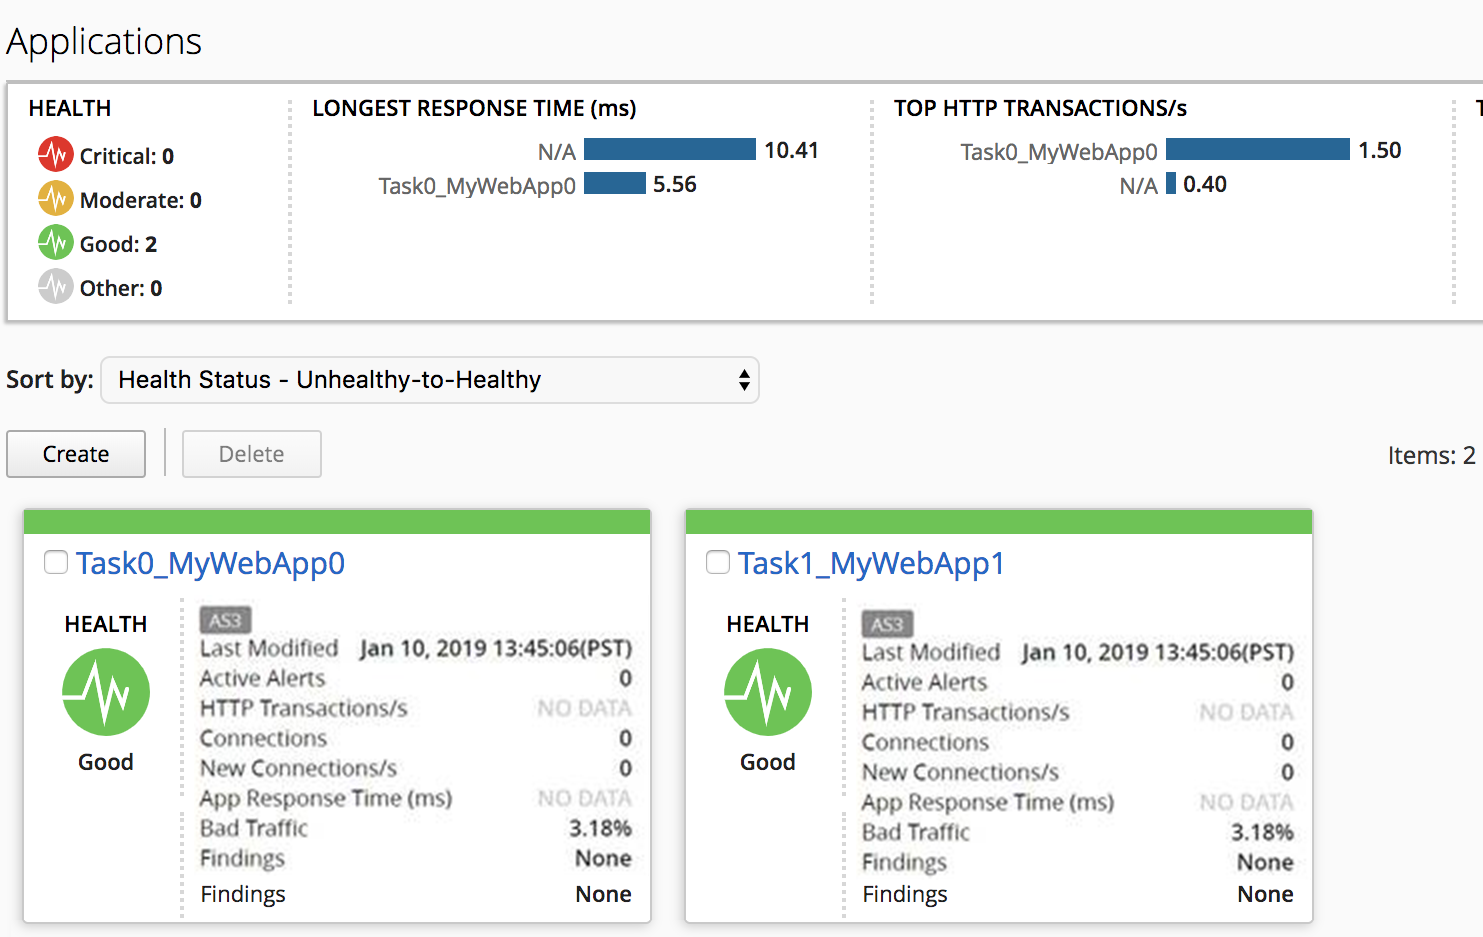 Applications
HEALTH
Critical: 0
Moderate: 0
Good: 2
Other: 0
LONGEST RESPONSE TIME (ms)
N/A 10.41
Task0_MyWebApp0 5.56
TOP HTTP TRANSACTIONS/s
Task0_MyWebApp0 1.50
N/A 0.40
Sort by: Health Status - Unhealthy-to-Healthy
Create Delete
Items: 2
Task0_MyWebApp0
HEALTH
Good
AS3
Last Modified Jan 10, 2019 13:45:06(PST)
Active Alerts 0
HTTP Transactions/s NO DATA
Connections 0
New Connections/s 0
App Response Time (ms) NO DATA
Bad Traffic 3.18%
Findings None
Findings None
Task1_MyWebApp1
HEALTH
Good
AS3
Last Modified Jan 10, 2019 13:45:06(PST)
Active Alerts 0
HTTP Transactions/s NO DATA
Connections 0
New Connections/s 0
App Response Time (ms) NO DATA
Bad Traffic 3.18%
Findings None
Findings None